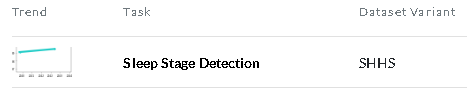 Trend Task Dataset Variant
Sleep Stage Detection SHHS